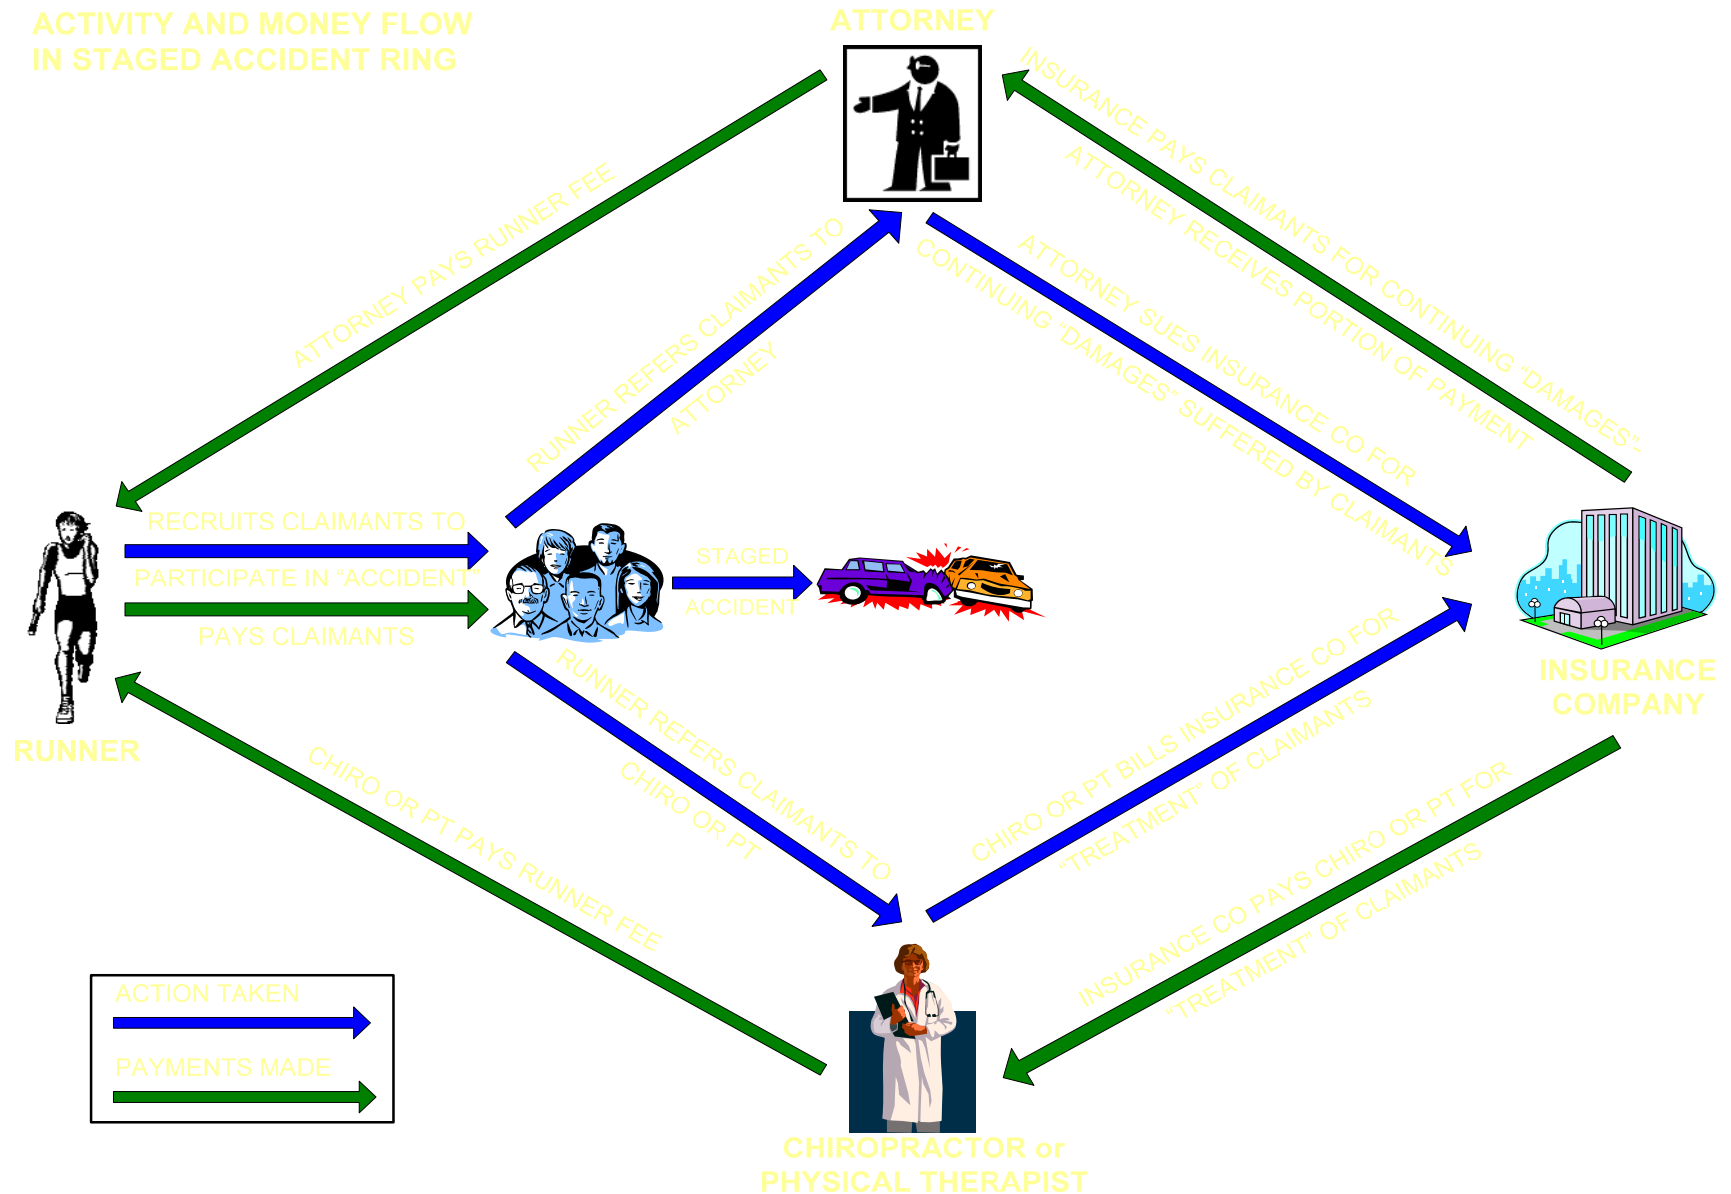 ACTIVITY AND MONEY FLOW
IN STAGED ACCIDENT RING
ATTORNEY
INSURANCE PAYS CLAIMANTS FOR CONTINUING "DAMAGES".
ATTORNEY RECEIVES PORTION OF PAYMENT
ATTORNEY PAYS RUNNER FEE
RUNNER REFERS CLAIMANTS TO
ATTORNEY
ATTORNEY SUES INSURANCE CO FOR
CONTINUING "DAMAGES" SUFFERED BY CLAIMANTS
RECRUITS CLAIMANTS TO
PARTICIPATE IN "ACCIDENT"
PAYS CLAIMANTS
STAGED
ACCIDENT
RUNNER
INSURANCE
COMPANY
RUNNER REFERS CLAIMANTS TO
CHIRO OR PT
CHIRO OR PT BILLS INSURANCE CO FOR
"TREATMENT" OF CLAIMANTS
CHIRO OR PT PAYS RUNNER FEE
INSURANCE CO PAYS CHIRO OR PT FOR
"TREATMENT" OF CLAIMANTS
ACTION TAKEN
PAYMENTS MADE
CHIROPRACTOR or
PHYSICAL THERAPIST